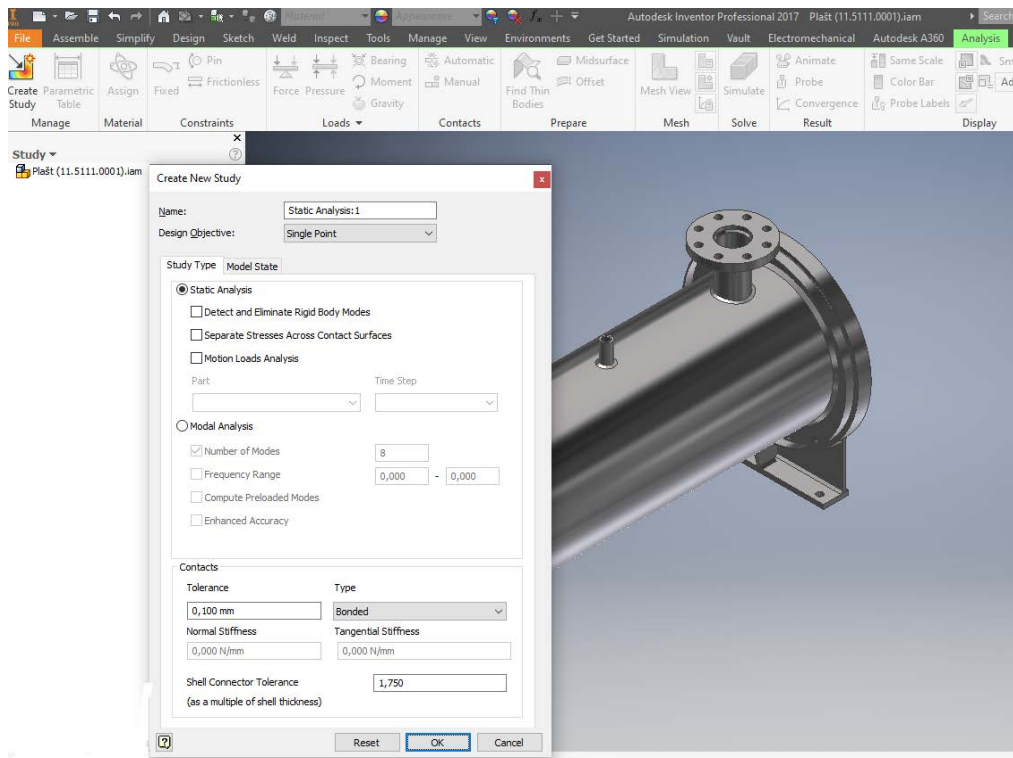 Material Appearance Autodesk Inventor Professional 2017 Plašt (11.5111.0001).iam Search
File Assemble Simplify Design Sketch Weld Inspect Tools Manage View Environments Get Started Simulation Vault Electromechanical Autodesk A360 Analysis
Pin Bearing Automatic Midsurface Animate Same Scale Sm
Frictionless Moment Manual Offset Probe Color Bar Ad
Create Study Parametric Table Assign Fixed Force Pressure Gravity Find Thin Bodies Mesh View Simulate Convergence Probe Labels
Manage Material Constraints Loads Contacts Prepare Mesh Solve Result Display
Study
Plašt (11.5111.0001).iam
Create New Study
Name: Static Analysis:1
Design Objective: Single Point
Study Type Model State
Static Analysis
Detect and Eliminate Rigid Body Modes
Separate Stresses Across Contact Surfaces
Motion Loads Analysis
Part Time Step
Modal Analysis
Number of Modes 8
Frequency Range 0,000 - 0,000
Compute Preloaded Modes
Enhanced Accuracy
Contacts
Tolerance Type
0,100 mm Bonded
Normal Stiffness Tangential Stiffness
0,000 N/mm 0,000 N/mm
Shell Connector Tolerance 1,750
(as a multiple of shell thickness)
Reset OK Cancel